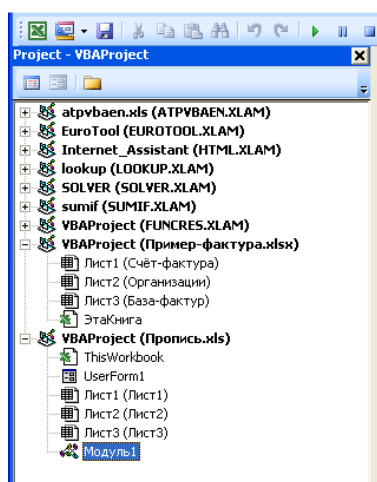 Project - VBAProject
atpvbaen.xls (ATPVBAEN.XLAM)
EuroTool (EUROTOOL.XLAM)
Internet_Assistant (HTML.XLAM)
lookup (LOOKUP.XLAM)
SOLVER (SOLVER.XLAM)
sumif (SUMIF.XLAM)
VBAProject (FUNCRES.XLAM)
VBAProject (Пример-фактура.xlsx)
Лист1 (Счёт-фактура)
Лист2 (Организации)
Лист3 (База-фактур)
ЭтаКнига
VBAProject (Пропись.xls)
ThisWorkbook
UserForm1
Лист1 (Лист1)
Лист2 (Лист2)
Лист3 (Лист3)
Модуль1